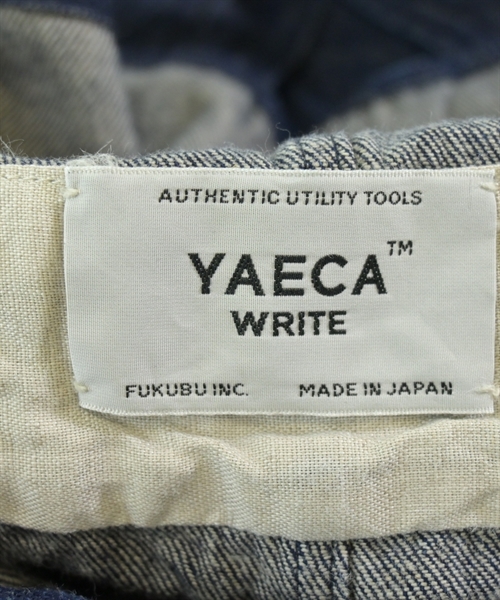 AUTHENTIC UTILITY TOOLS
YAECA™
WRITE
FUKUBU INC. MADE IN JAPAN